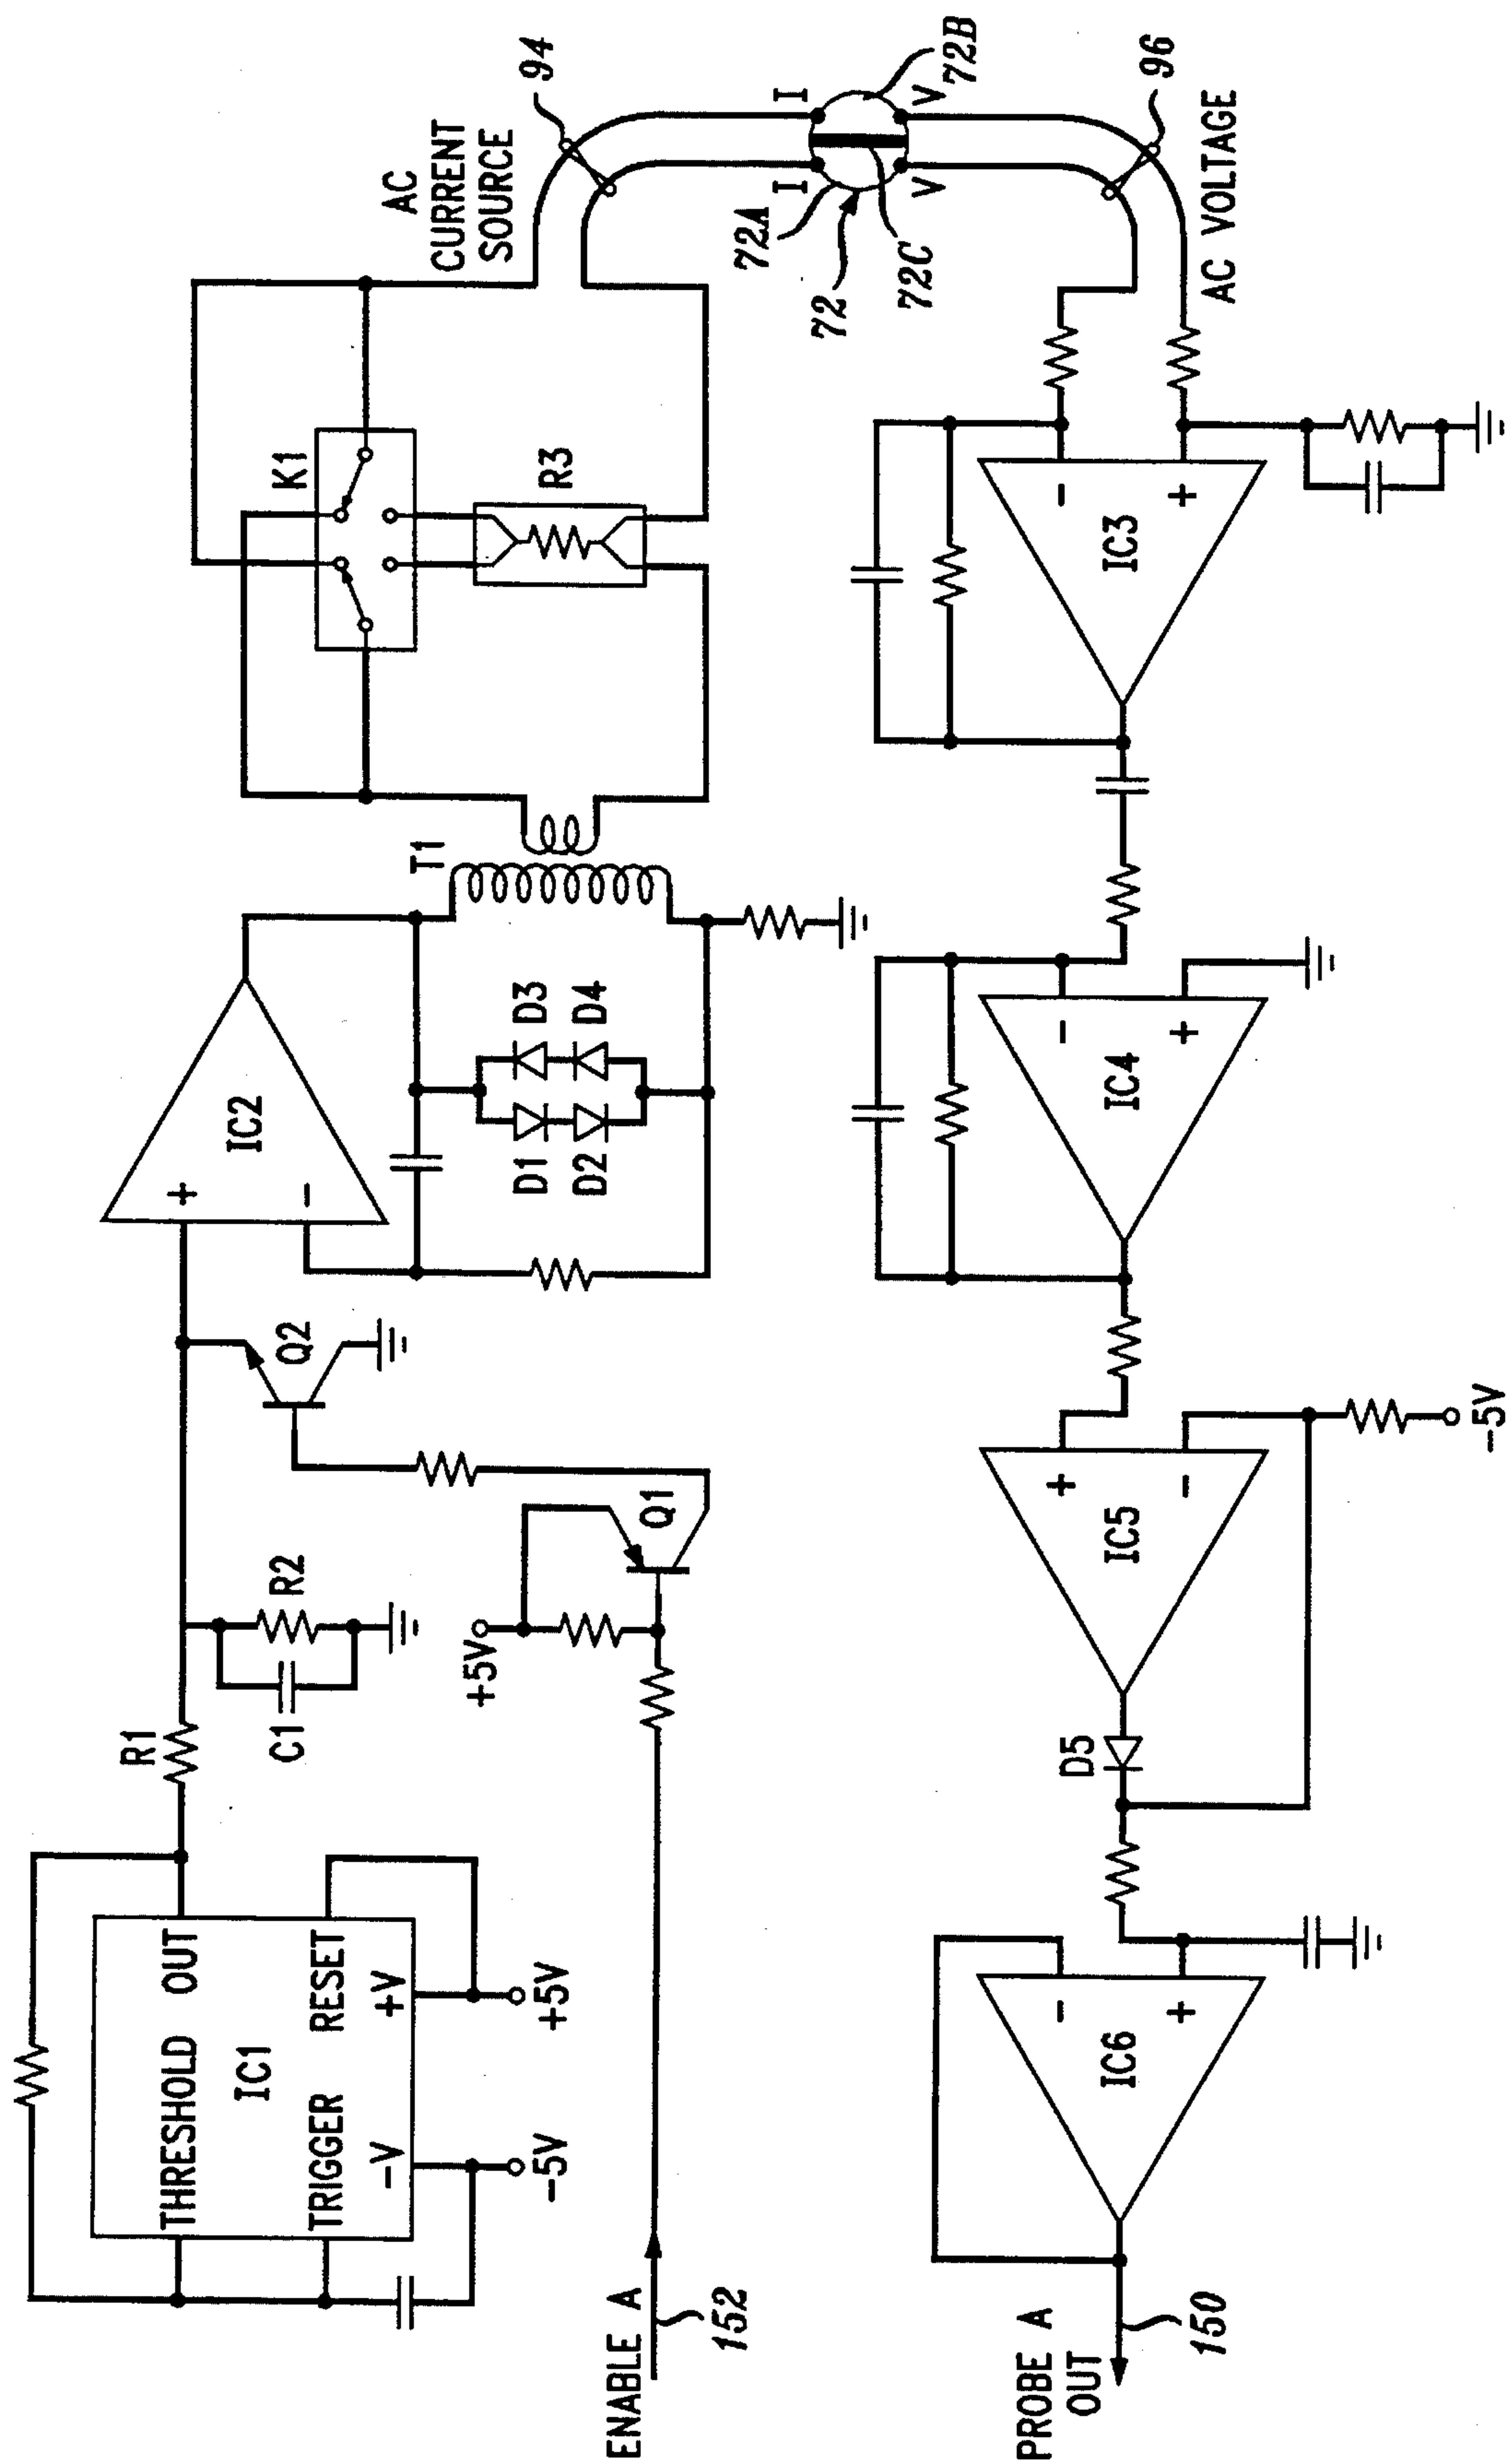 THRESHOLD OUT
IC1
TRIGGER RESET
-V
+V
-5V
+5V
R1
C1
R2
Q2
+
-
IC2
D1
D2
D3
D4
T1
K1
R3
AC
CURRENT
SOURCE
94
ENABLE A
152
+5V
Q1
I
I
72A
72
72C
72B
V
V
96
AC VOLTAGE
-
+
IC3
-
+
IC4
+
-
IC5
-5V
D5
-
+
IC6
PROBE A
OUT
150